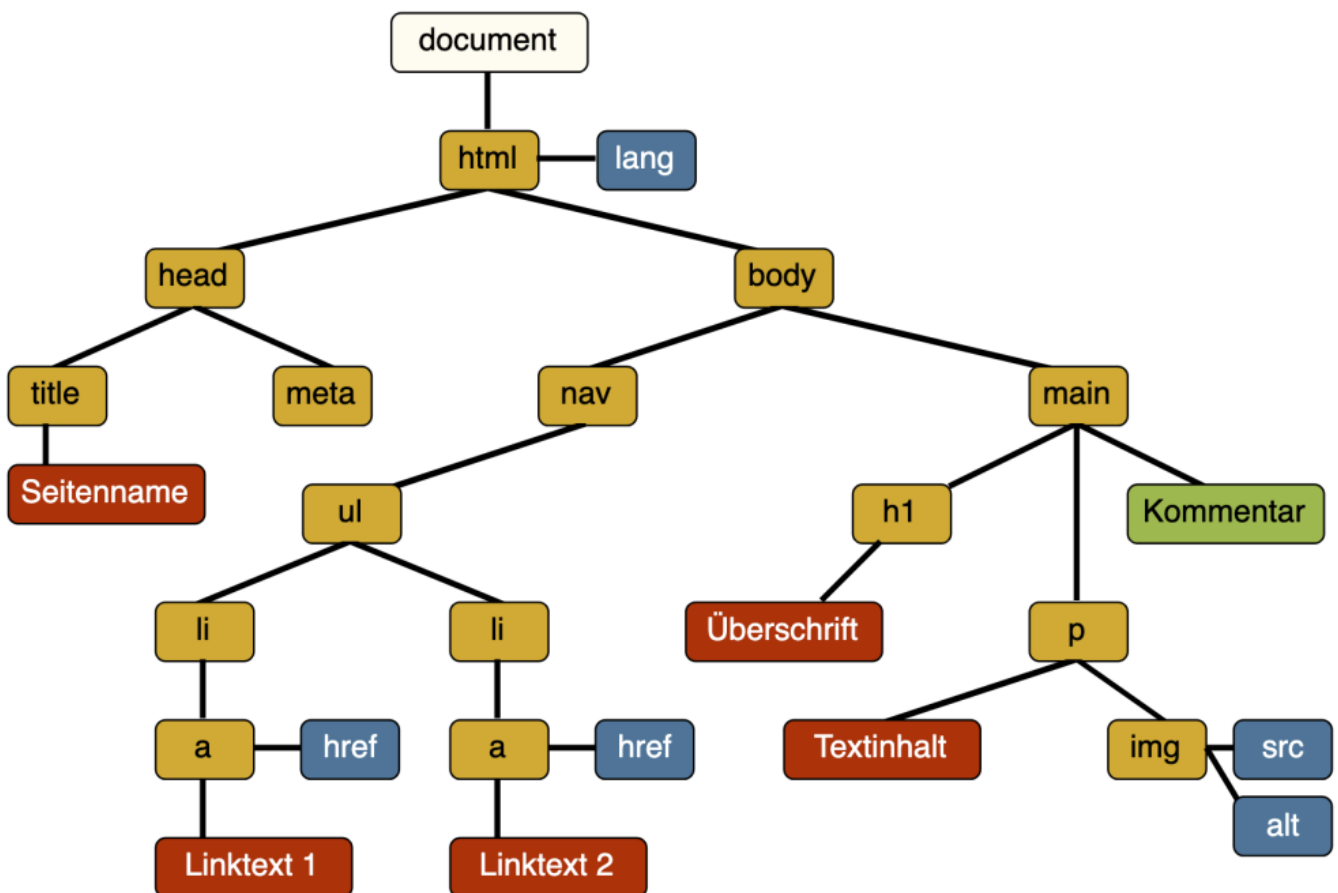 document
html
lang
head
body
title
meta
nav
main
Seitenname
ul
h1
Kommentar
li
li
Überschrift
p
a
href
a
href
Textinhalt
img
src
alt
Linktext 1
Linktext 2